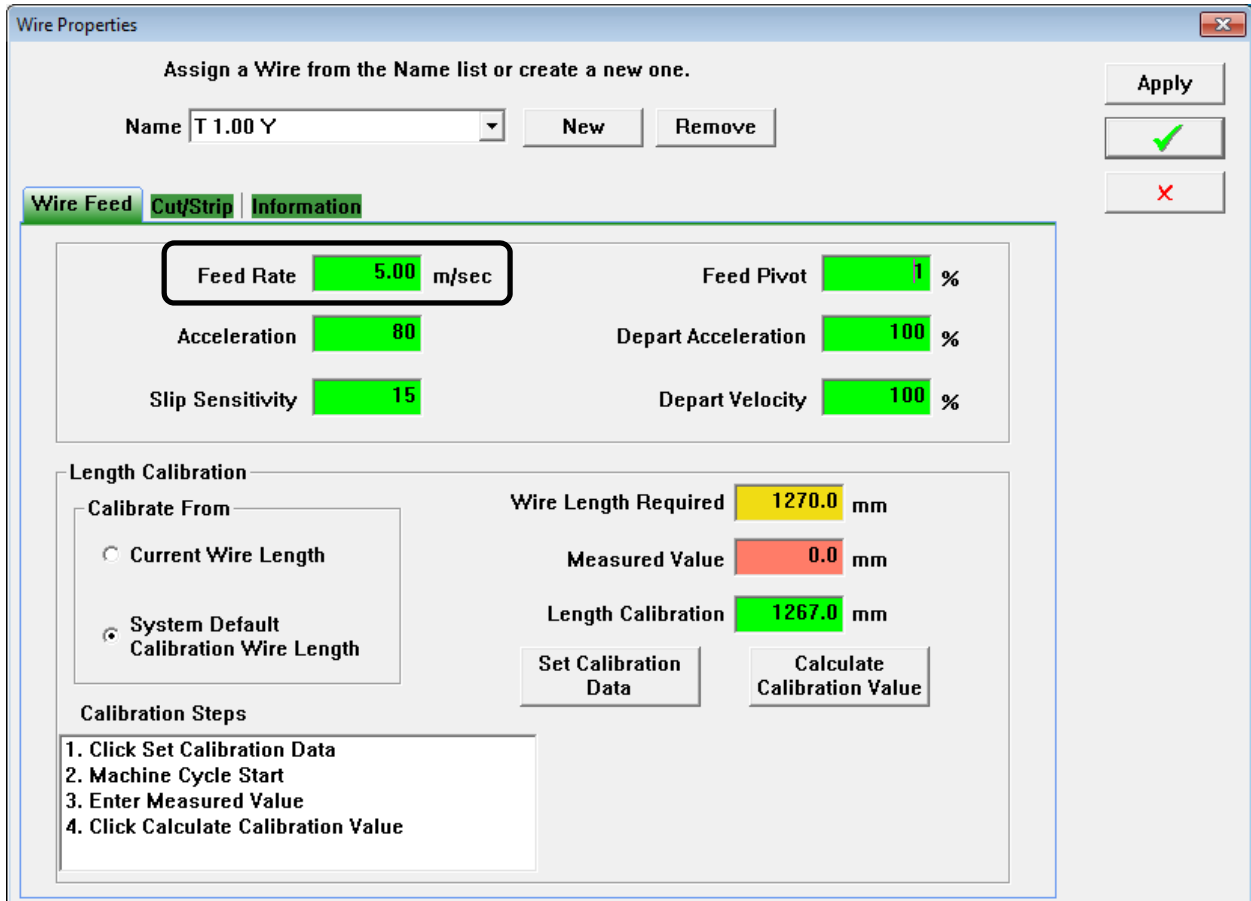 Wire Properties
Assign a Wire from the Name list or create a new one.
Apply
Name T 1.00 Y New Remove
Wire Feed Cut/Strip Information
Feed Rate 5.00 m/sec Feed Pivot 1 %
Acceleration 80 Depart Acceleration 100 %
Slip Sensitivity 15 Depart Velocity 100 %
Length Calibration
Calibrate From
Current Wire Length
System Default
Calibration Wire Length
Wire Length Required 1270.0 mm
Measured Value 0.0 mm
Length Calibration 1267.0 mm
Set Calibration
Data
Calculate
Calibration Value
Calibration Steps
1. Click Set Calibration Data
2. Machine Cycle Start
3. Enter Measured Value
4. Click Calculate Calibration Value